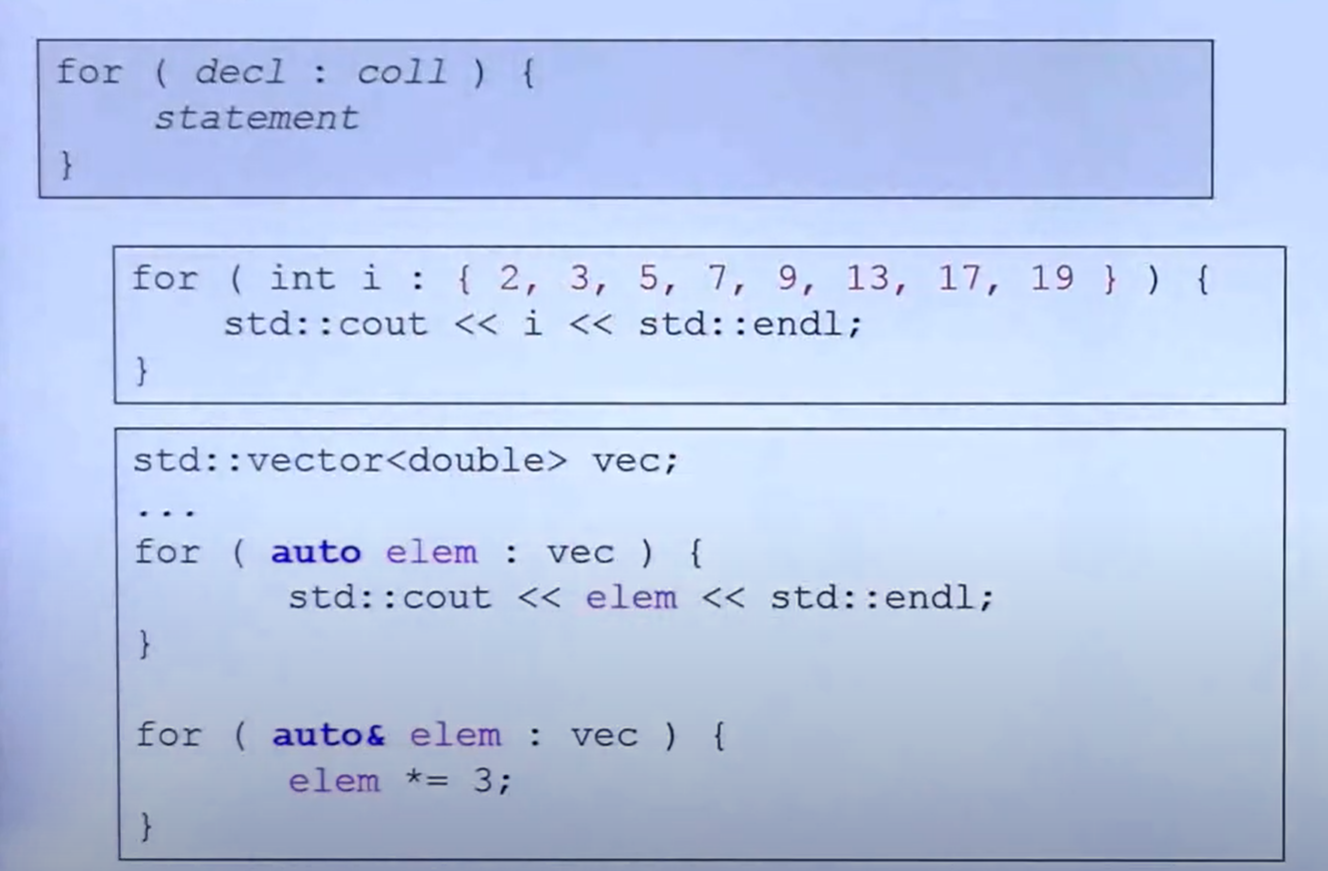 for ( decl : coll ) {
    statement
}
for ( int i : { 2, 3, 5, 7, 9, 13, 17, 19 } ) {
    std::cout << i << std::endl;
}
std::vector<double> vec;
...
for ( auto elem : vec ) {
    std::cout << elem << std::endl;
}
for ( auto& elem : vec ) {
    elem *= 3;
}